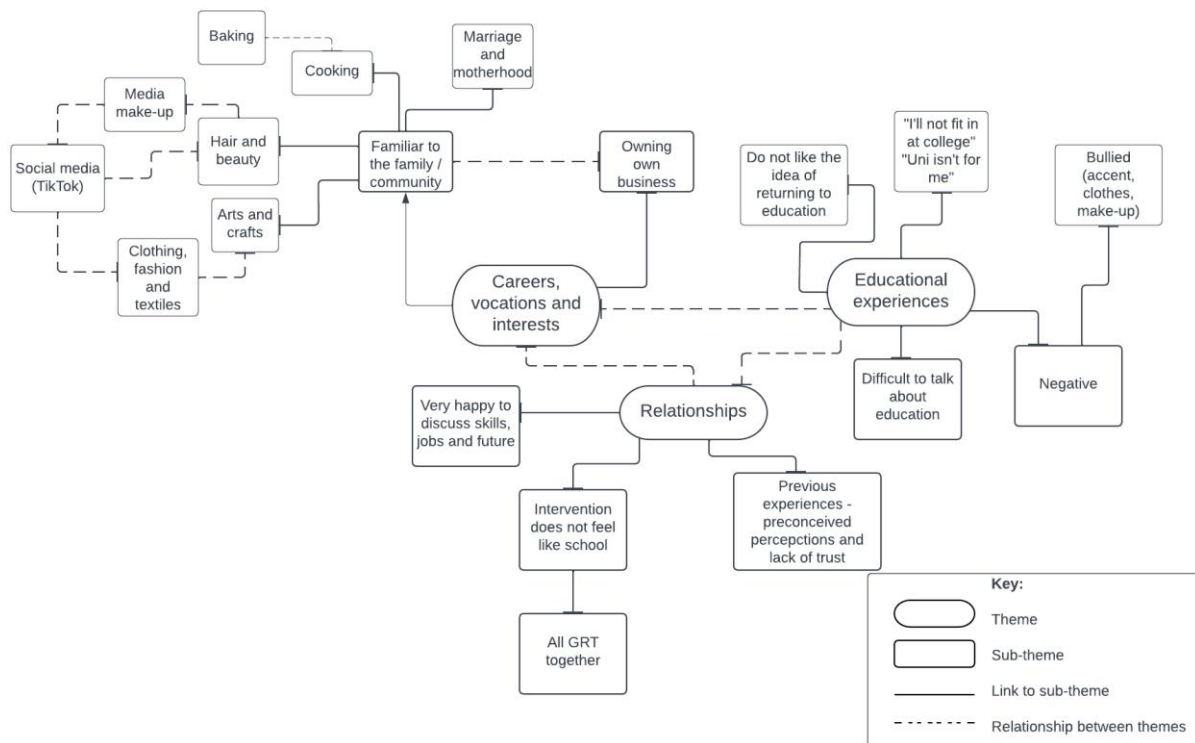 Baking
Cooking
Marriage
and
motherhood
Media
make-up
Hair and
beauty
Social media
(TikTok)
Arts and
crafts
Clothing,
fashion
and
textiles
Familiar to
the family /
community
Owning
own
business
Do not like the
idea of
returning to
education
"I'll not fit in
at college"
"Uni isn't for
me"
Bullied
(accent,
clothes,
make-up)
Careers,
vocations and
interests
Educational
experiences
Difficult to talk
about
education
Negative
Relationships
Very happy to
discuss skills,
jobs and future
Intervention
does not feel
like school
Previous
experiences -
preconceived
percepctions and
lack of trust
All GRT
together
Key:
Theme
Sub-theme
Link to sub-theme
Relationship between themes